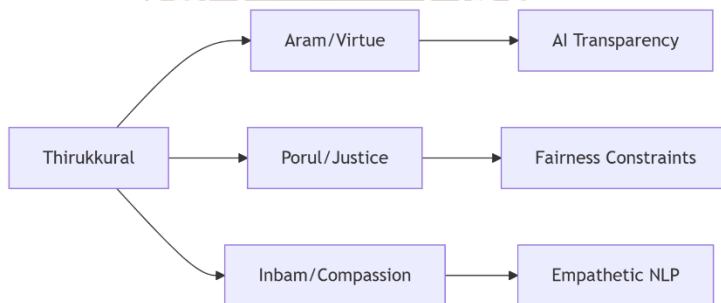 Aram/Virtue
AI Transparency
Thirukkural
Porul/Justice
Fairness Constraints
Inbam/Compassion
Empathetic NLP